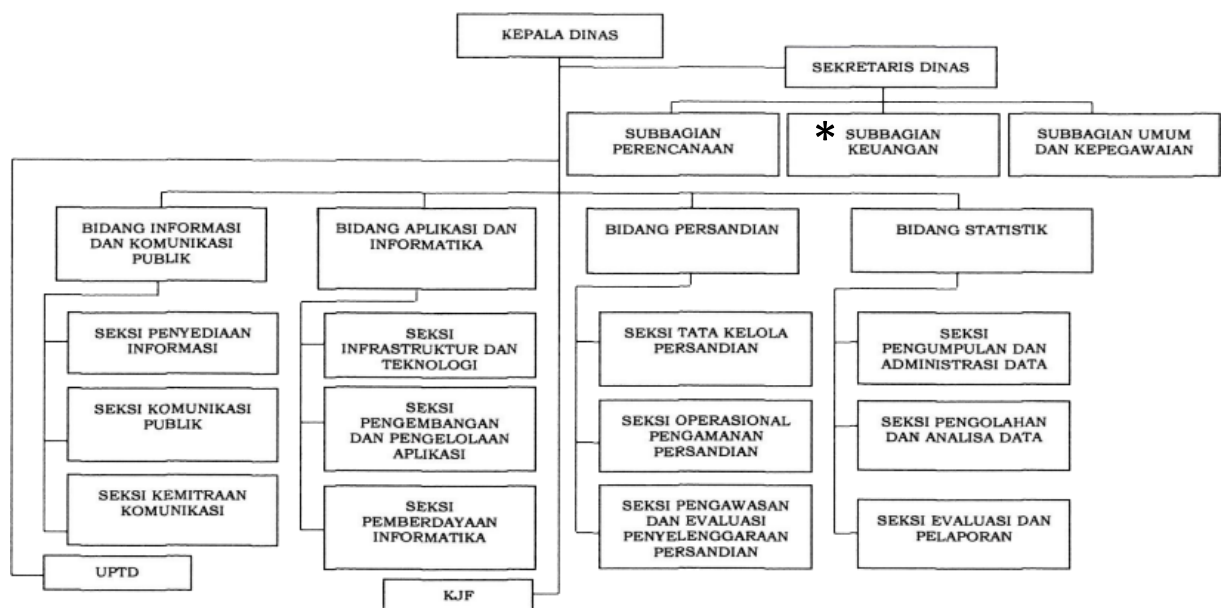 KEPALA DINAS
SEKRETARIS DINAS
SUBBAGIAN
PERENCANAAN
* SUBBAGIAN
KEUANGAN
SUBBAGIAN UMUM
DAN KEPEGAWAIAN
BIDANG INFORMASI
DAN KOMUNIKASI
PUBLIK
BIDANG APLIKASI DAN
INFORMATIKA
BIDANG PERSANDIAN
BIDANG STATISTIK
SEKSI PENYEDIAAN
INFORMASI
SEKSI
INFRASTRUKTUR DAN
TEKNOLOGI
SEKSI TATA KELOLA
PERSANDIAN
SEKSI
PENGUMPULAN DAN
ADMINISTRASI DATA
SEKSI KOMUNIKASI
PUBLIK
SEKSI
PENGEMBANGAN
DAN PENGELOLAAN
APLIKASI
SEKSI OPERASIONAL
PENGAMANAN
PERSANDIAN
SEKSI PENGOLAHAN
DAN ANALISA DATA
SEKSI KEMITRAAN
KOMUNIKASI
SEKSI
PEMBERDAYAAN
INFORMATIKA
SEKSI PENGAWASAN
DAN EVALUASI
PENYELENGGARAAN
PERSANDIAN
SEKSI EVALUASI DAN
PELAPORAN
UPTD
KJF